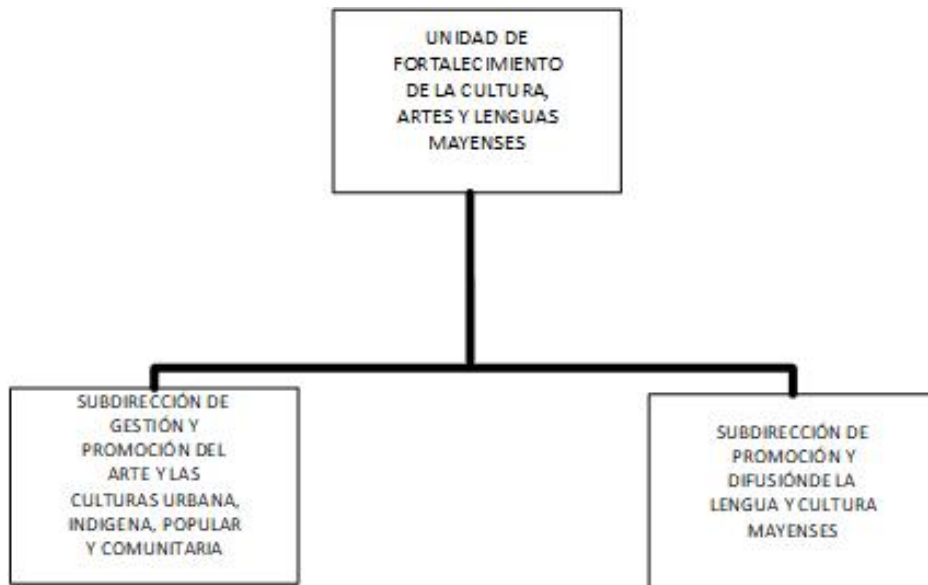 UNIDAD DE
FORTALECIMIENTO
DE LA CULTURA,
ARTES Y LENGUAS
MAYENSES
SUBDIRECCIÓN DE
GESTIÓN Y
PROMOCIÓN DEL
ARTE Y LAS
CULTURAS URBANA,
INDIGENA, POPULAR
Y COMUNITARIA
SUBDIRECCIÓN DE
PROMOCIÓN Y
DIFUSIÓNDE LA
LENGUA Y CULTURA
MAYENSES